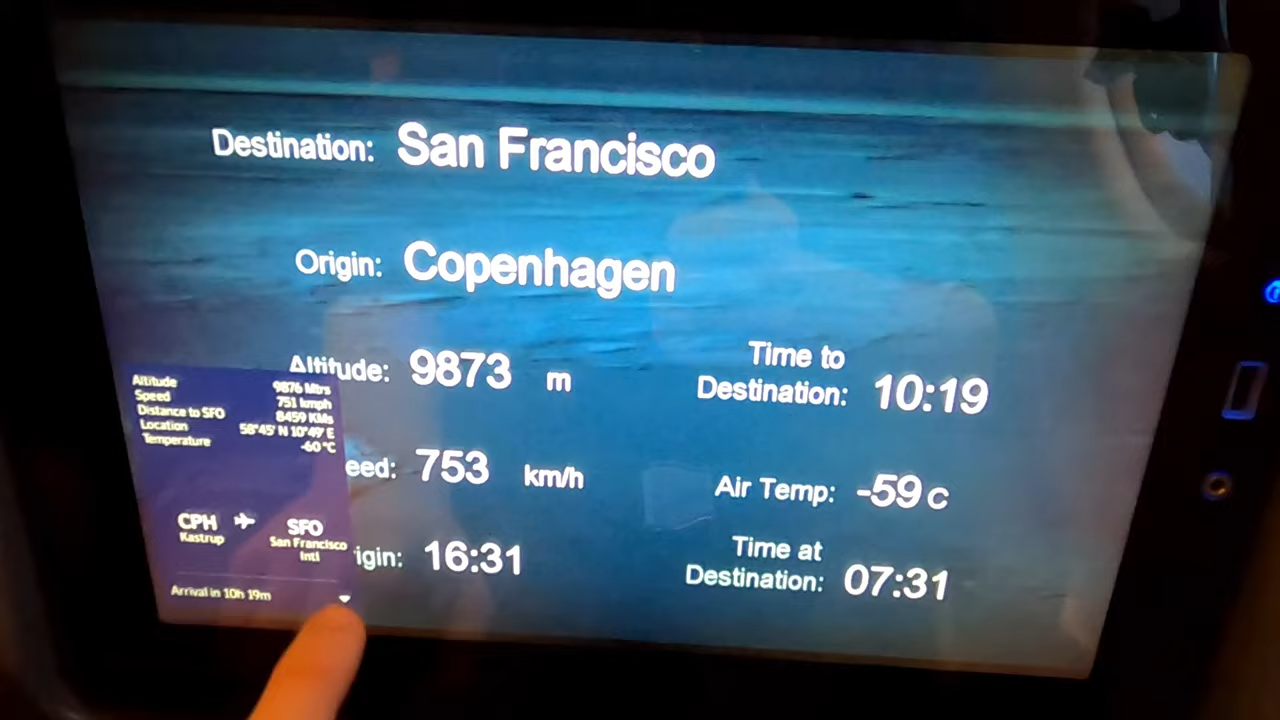 Destination: San Francisco
Origin: Copenhagen
Altitude: 9873 m
Time to
Destination: 10:19
eed: 753 km/h
Air Temp: -59 c
igin: 16:31
Time at
Destination: 07:31
Altitude 9876 Mtrs
Speed 751 kmph
Distance to SFO 8459 KMs
Location 58°45' N 10°49' E
Temperature -60 °C
CPH SFO
Kastrup San Francisco
Intl
Arrival in 10h 19m